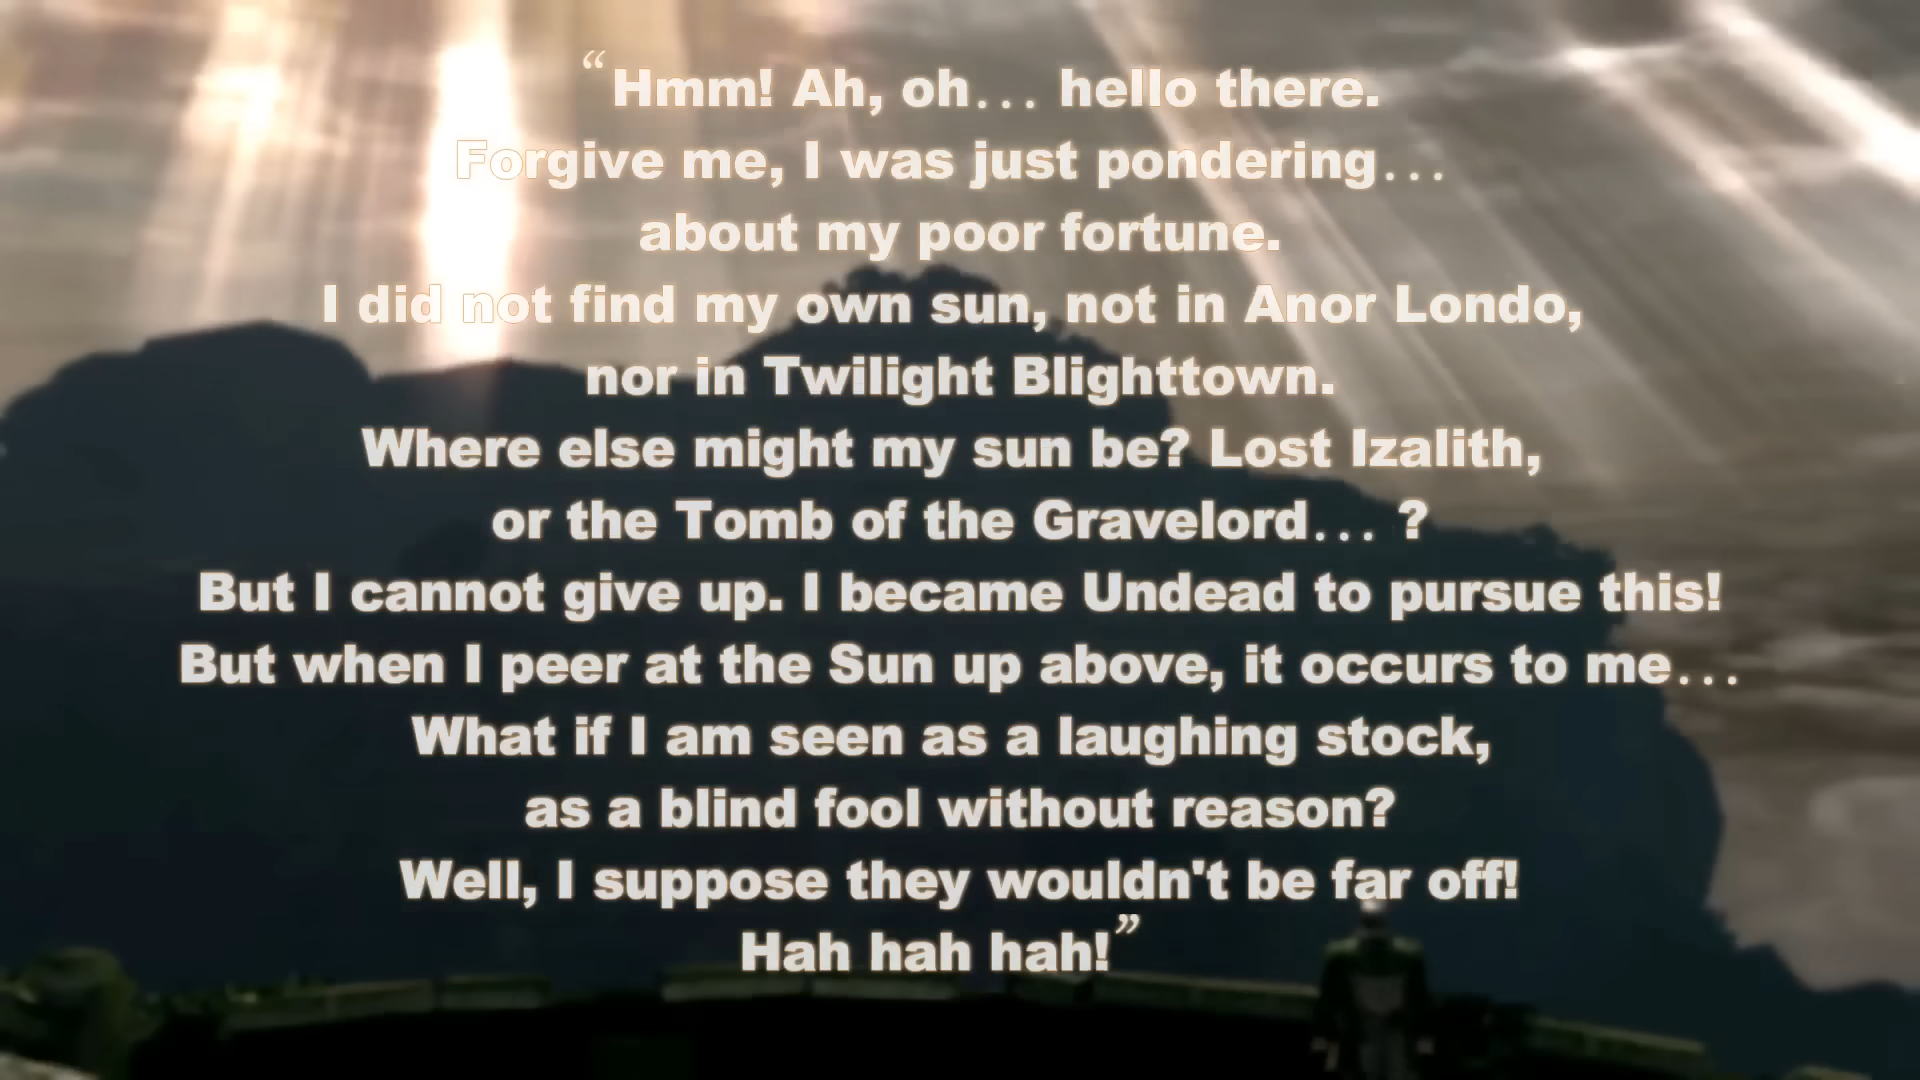 “Hmm! Ah, oh… hello there.
Forgive me, I was just pondering…
about my poor fortune.
I did not find my own sun, not in Anor Londo,
nor in Twilight Blighttown.
Where else might my sun be? Lost Izalith,
or the Tomb of the Gravelord… ?
But I cannot give up. I became Undead to pursue this!
But when I peer at the Sun up above, it occurs to me…
What if I am seen as a laughing stock,
as a blind fool without reason?
Well, I suppose they wouldn't be far off!
Hah hah hah!”